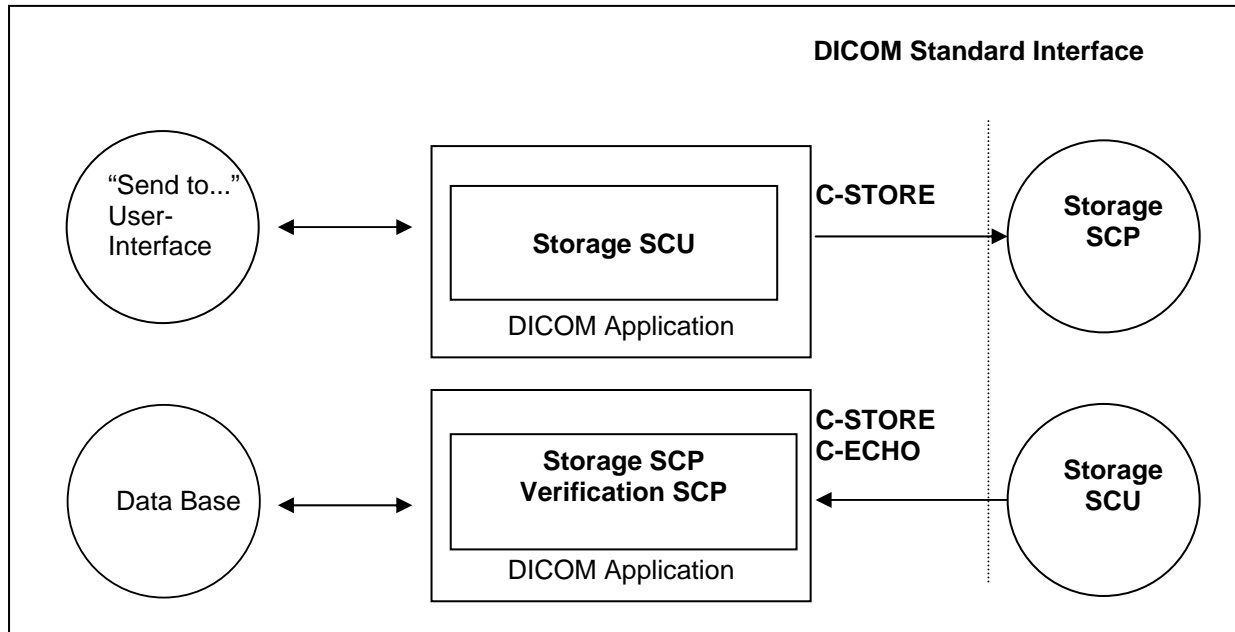 DICOM Standard Interface
“Send to...”
User-
Interface
Storage SCU
DICOM Application
C-STORE
Storage
SCP
Data Base
Storage SCP
Verification SCP
DICOM Application
C-STORE
C-ECHO
Storage
SCU